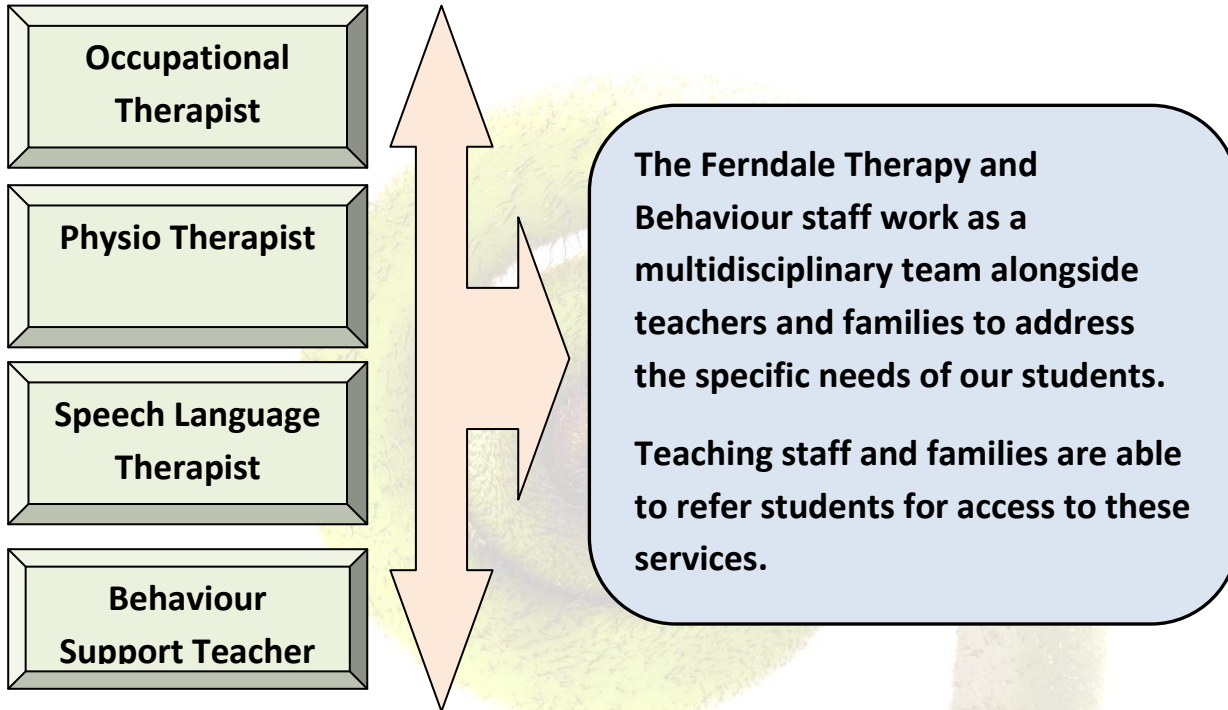 Occupational
Therapist
Physio Therapist
Speech Language
Therapist
Behaviour
Support Teacher
The Ferndale Therapy and
Behaviour staff work as a
multidisciplinary team alongside
teachers and families to address
the specific needs of our students.
Teaching staff and families are able
to refer students for access to these
services.